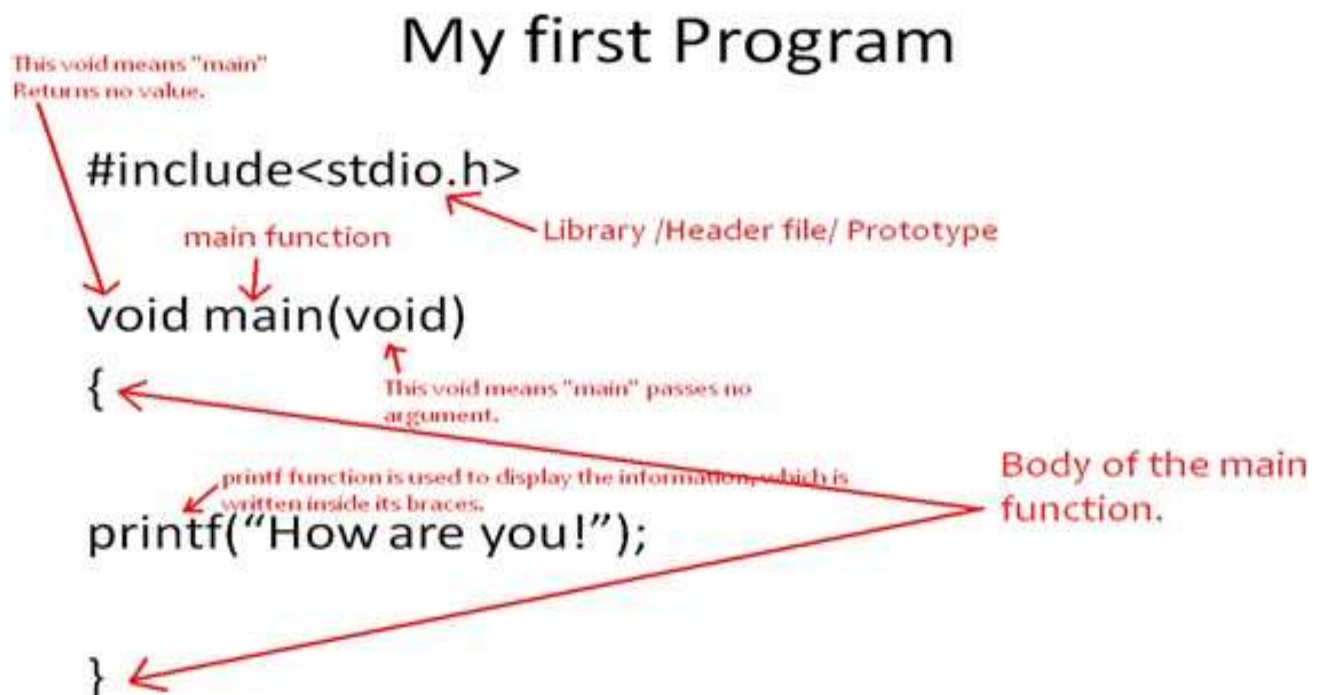 My first Program
This void means "main"
Returns no value.
#include<stdio.h>
Library /Header file/ Prototype
main function
void main(void)
{
This void means "main" passes no
argument.
printf function is used to display the information, which is
written inside its braces.
printf(“How are you!”);
Body of the main
function.
}